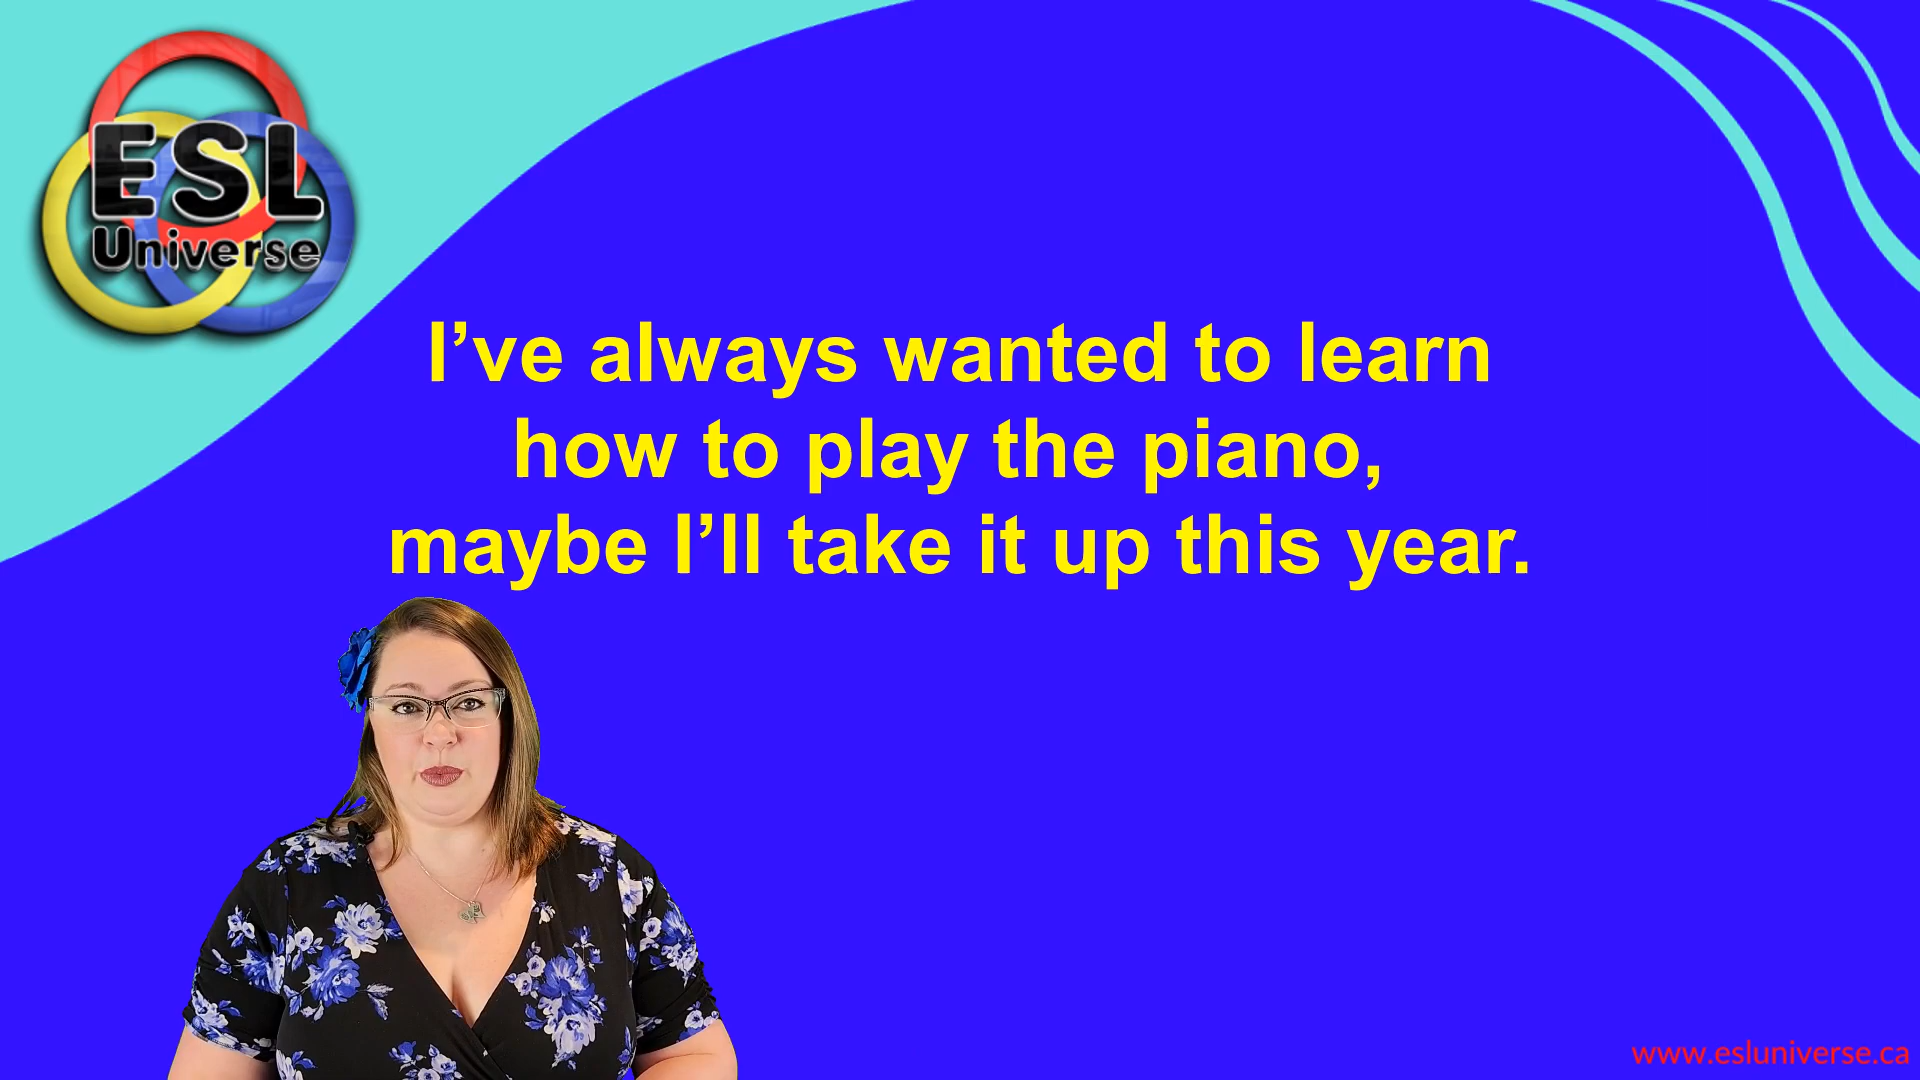 ESL
Universe
I’ve always wanted to learn
how to play the piano,
maybe I’ll take it up this year.
www.esluniverse.ca